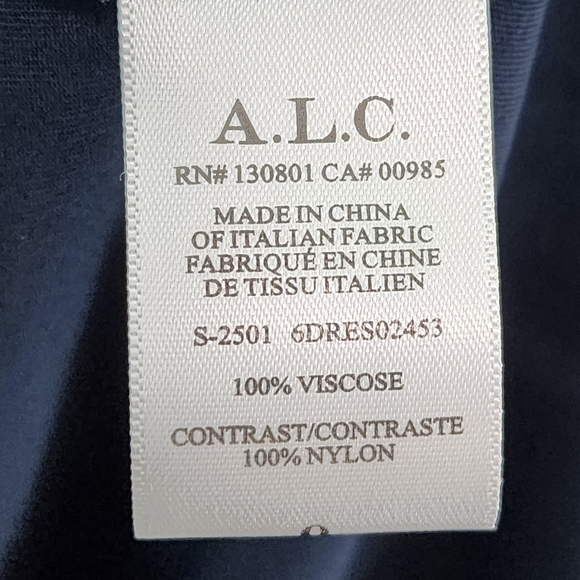 A.L.C.
RN# 130801 CA# 00985
MADE IN CHINA
OF ITALIAN FABRIC
FABRIQUÉ EN CHINE
DE TISSU ITALIEN
S-2501 6DRES02453
100% VISCOSE
CONTRAST/CONTRASTE
100% NYLON